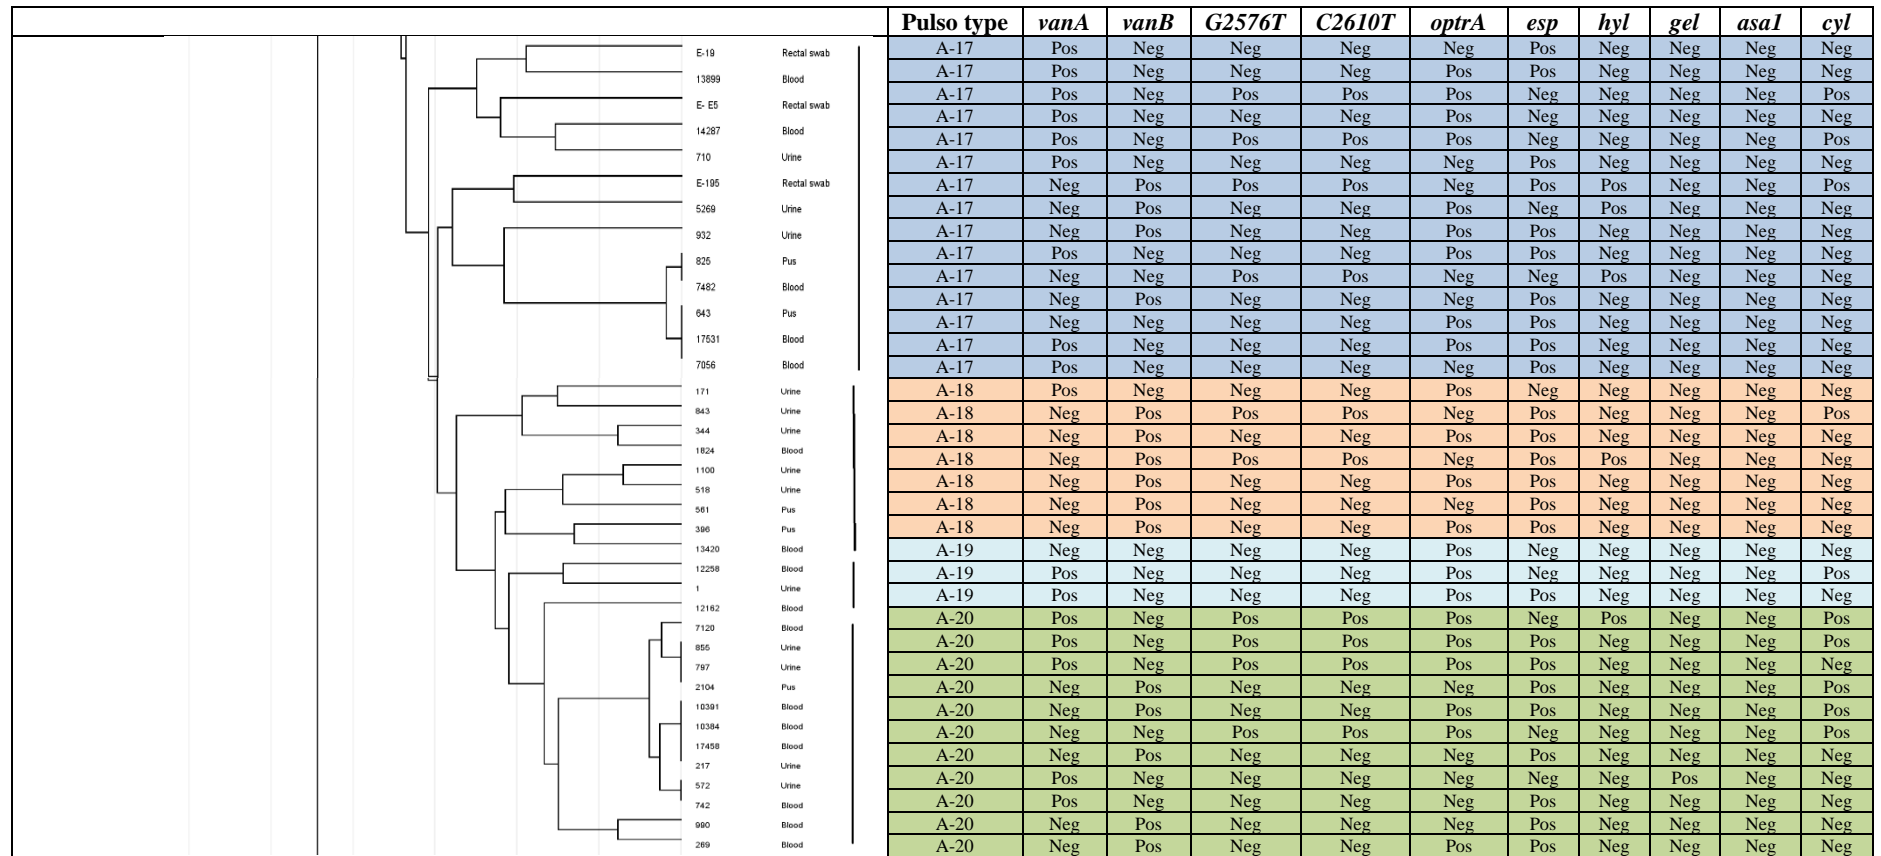 Pulso type vanA vanB G2576T C2610T optrA esp hyl gel asa1 cyl
E-19 Rectal swab
13899 Blood
E- E5 Rectal swab
14287 Blood
710 Urine
E-195 Rectal swab
5269 Urine
932 Urine
825 Pus
7482 Blood
643 Pus
17531 Blood
7056 Blood
171 Urine
843 Urine
344 Urine
1824 Blood
1100 Urine
518 Urine
561 Pus
396 Pus
13420 Blood
12258 Blood
1 Urine
12162 Blood
7120 Blood
855 Urine
797 Urine
2104 Pus
10391 Blood
10384 Blood
17458 Blood
217 Urine
572 Urine
742 Blood
990 Blood
269 Blood
A-17 Pos Neg Neg Neg Neg Pos Neg Neg Neg Neg
A-17 Pos Neg Neg Neg Pos Pos Neg Neg Neg Neg
A-17 Pos Neg Pos Pos Pos Neg Neg Neg Neg Pos
A-17 Pos Neg Neg Neg Pos Neg Neg Neg Neg Neg
A-17 Pos Neg Pos Pos Pos Neg Neg Neg Neg Pos
A-17 Pos Neg Neg Neg Neg Pos Neg Neg Neg Neg
A-17 Neg Pos Pos Pos Neg Pos Pos Neg Neg Pos
A-17 Neg Pos Neg Neg Pos Neg Pos Neg Neg Neg
A-17 Neg Pos Neg Neg Pos Pos Neg Neg Neg Neg
A-17 Pos Neg Neg Neg Pos Pos Neg Neg Neg Neg
A-17 Neg Neg Pos Pos Neg Neg Pos Neg Neg Neg
A-17 Neg Pos Neg Neg Neg Pos Neg Neg Neg Neg
A-17 Neg Neg Neg Neg Pos Pos Neg Neg Neg Neg
A-17 Pos Neg Neg Neg Pos Pos Neg Neg Neg Neg
A-17 Pos Neg Neg Neg Neg Pos Neg Neg Neg Neg
A-18 Pos Neg Neg Neg Pos Neg Neg Neg Neg Neg
A-18 Neg Pos Pos Pos Neg Pos Neg Neg Neg Pos
A-18 Neg Pos Neg Neg Pos Pos Neg Neg Neg Neg
A-18 Neg Pos Pos Pos Neg Pos Pos Neg Neg Neg
A-18 Neg Pos Neg Neg Pos Pos Neg Neg Neg Neg
A-18 Neg Pos Neg Neg Neg Pos Neg Neg Neg Neg
A-18 Neg Pos Neg Neg Pos Pos Neg Neg Neg Neg
A-19 Neg Neg Neg Neg Pos Neg Neg Neg Neg Neg
A-19 Pos Neg Neg Neg Pos Neg Neg Neg Neg Pos
A-19 Pos Neg Neg Neg Pos Pos Neg Neg Neg Neg
A-20 Pos Neg Pos Pos Pos Neg Pos Neg Neg Pos
A-20 Pos Neg Pos Pos Pos Pos Neg Neg Neg Pos
A-20 Pos Neg Pos Pos Pos Pos Neg Neg Neg Neg
A-20 Neg Pos Neg Neg Neg Pos Neg Neg Neg Pos
A-20 Neg Pos Neg Neg Pos Pos Neg Neg Neg Pos
A-20 Neg Neg Pos Pos Pos Neg Neg Neg Neg Pos
A-20 Neg Pos Neg Neg Neg Pos Neg Neg Neg Neg
A-20 Pos Neg Neg Neg Neg Neg Neg Pos Neg Neg
A-20 Pos Neg Neg Neg Neg Pos Neg Neg Neg Neg
A-20 Neg Pos Neg Neg Neg Pos Neg Neg Neg Neg
A-20 Neg Pos Neg Neg Pos Pos Neg Neg Neg Neg